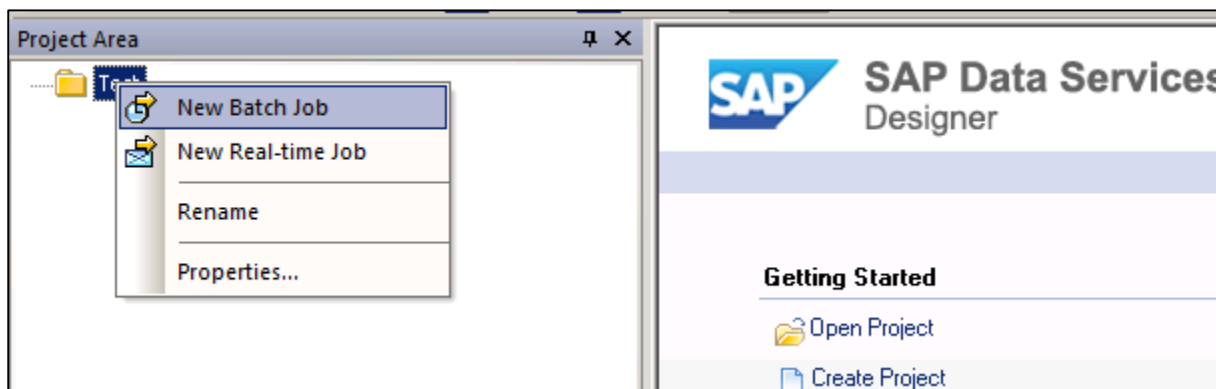 Project Area
New Batch Job
New Real-time Job
Rename
Properties...
SAP
SAP Data Services
Designer
Getting Started
Open Project
Create Project